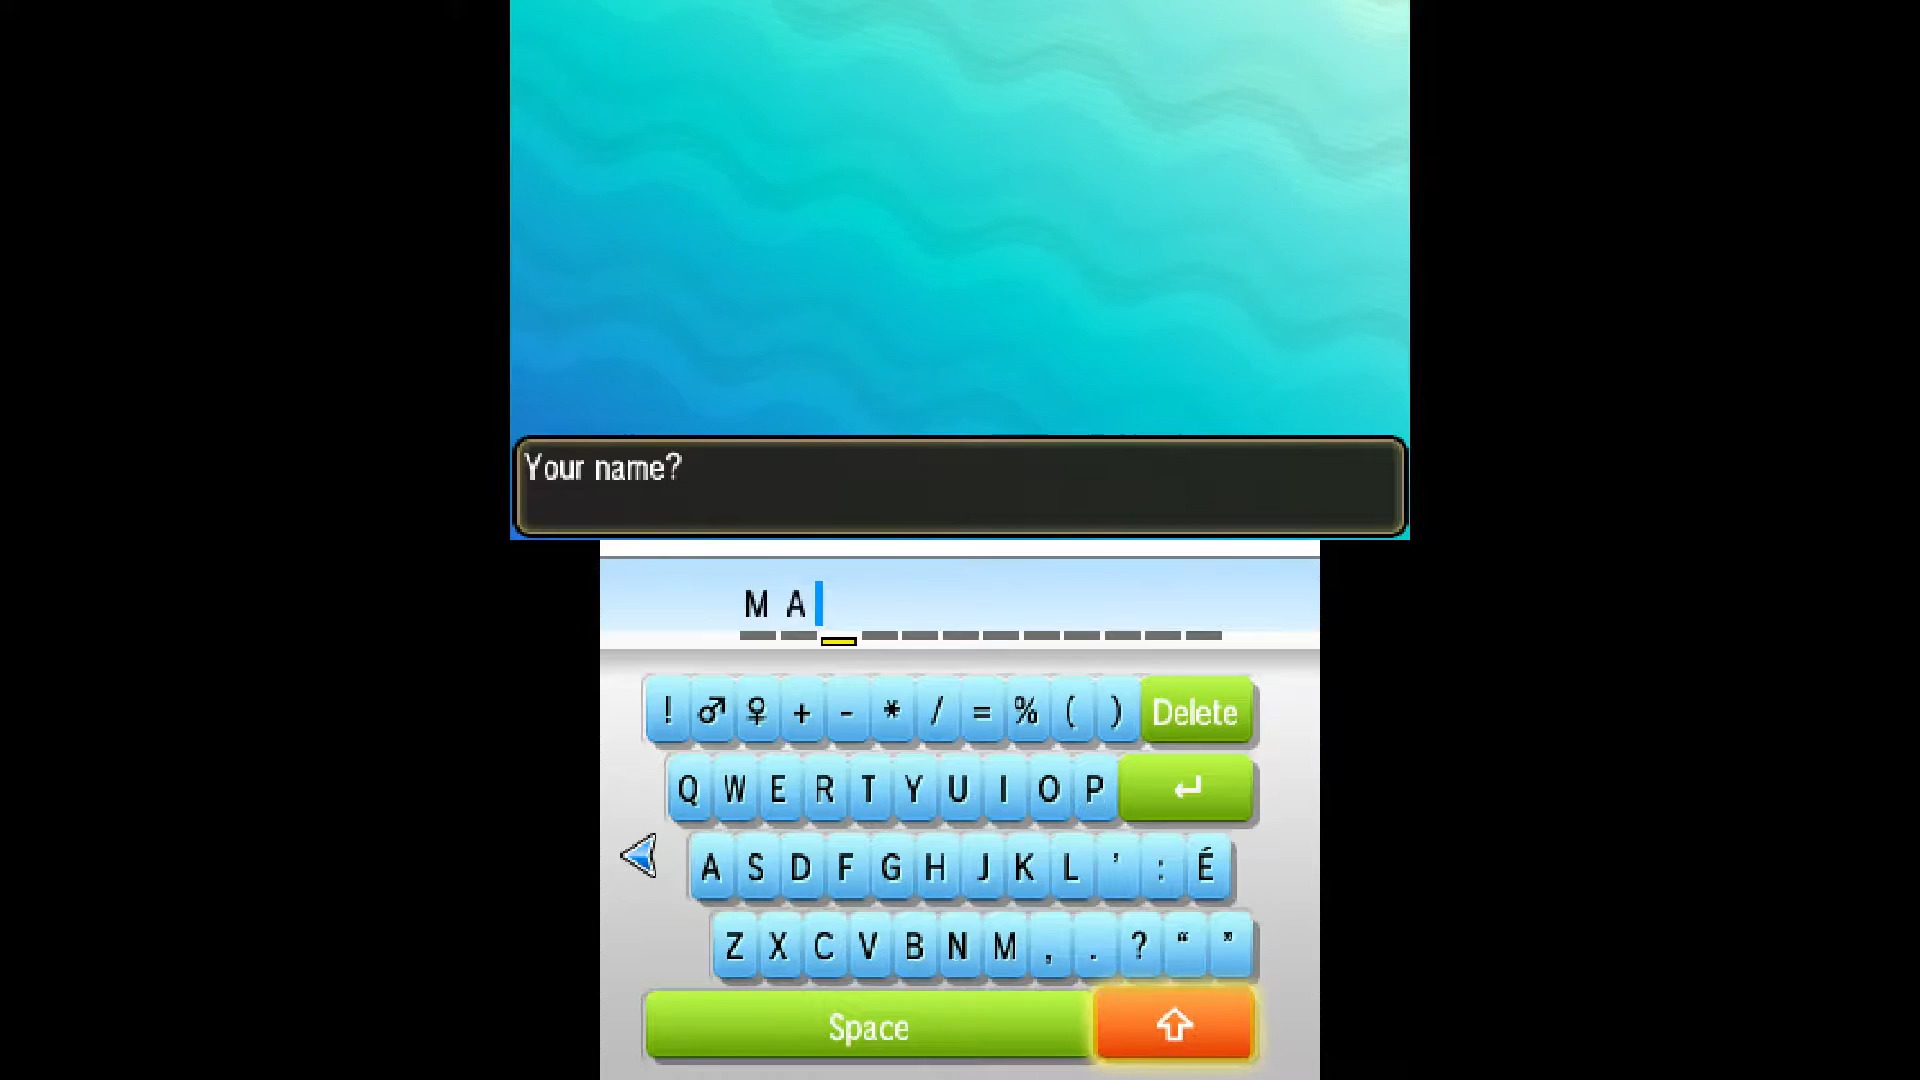 Your name?
M A
! ♂ ♀ + - * / = % ( ) Delete
Q W E R T Y U I O P
A S D F G H J K L ’ : É
Z X C V B N M , . ? “ ”
Space